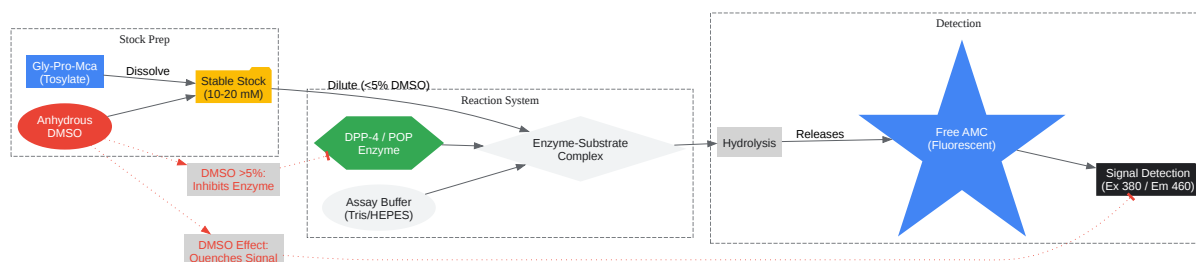 Stock Prep
Gly-Pro-Mca
(Tosylate)
Dissolve
Stable Stock
(10-20 mM)
Anhydrous
DMSO
DMSO >5%:
Inhibits Enzyme
DMSO Effect:
Quenches Signal
Dilute (<5% DMSO)
Reaction System
DPP-4 / POP
Enzyme
Assay Buffer
(Tris/HEPES)
Enzyme-Substrate
Complex
Detection
Hydrolysis
Releases
Free AMC
(Fluorescent)
Signal Detection
(Ex 380 / Em 460)